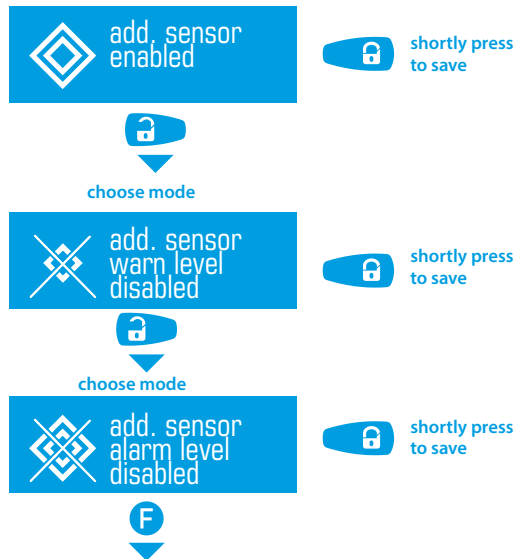 add. sensor
enabled
shortly press
to save
choose mode
add. sensor
warn level
disabled
shortly press
to save
choose mode
add. sensor
alarm level
disabled
shortly press
to save
F